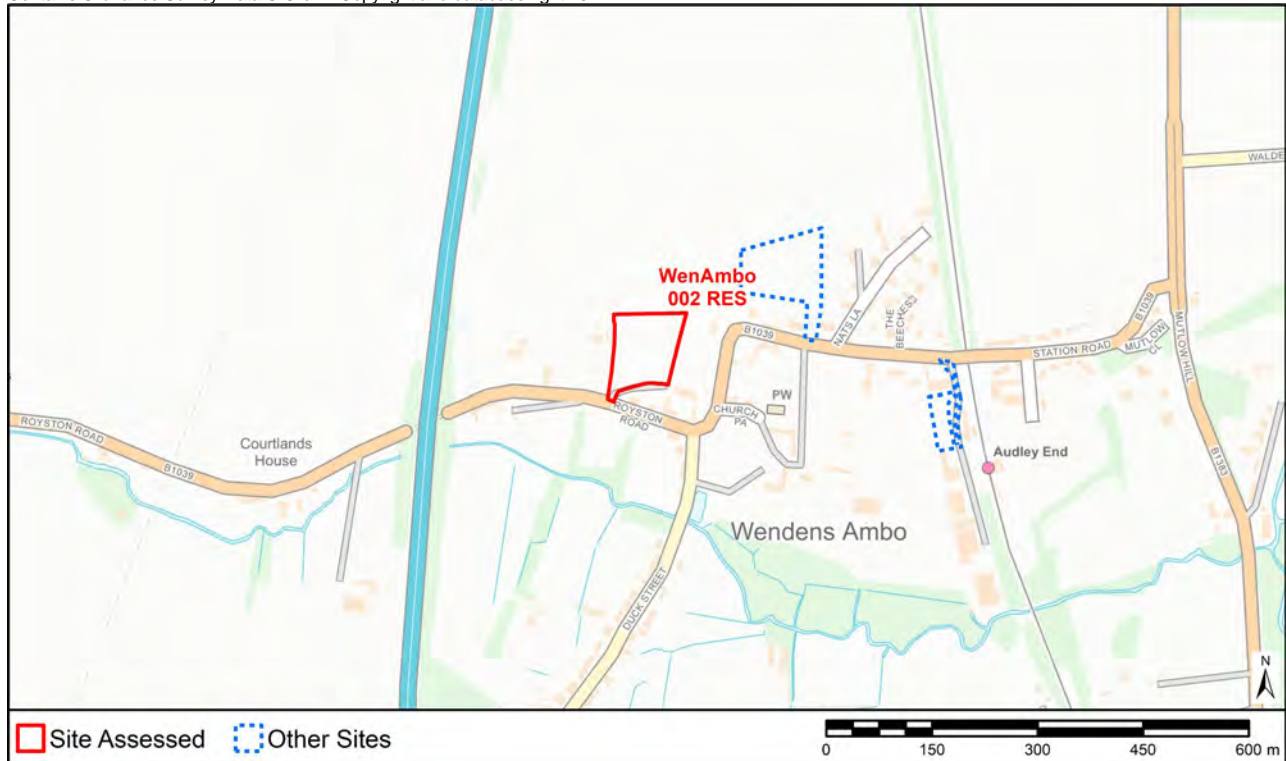 WenAmbo
002 RES
WALDE
B1039
NATS LA
THE
BEECHES
B1039
STATION ROAD
MUTLOW
CL
MUTLOW HILL
ROYSTON
ROAD
CHURCH
PA
PW
ROYSTON ROAD
Courtlands
House
B1039
Audley End
B1383
Wendens Ambo
DUCK STREET
N
Site Assessed
Other Sites
0 150 300 450 600 m